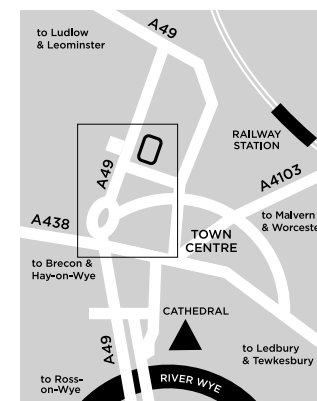 A49
to Ludlow
& Leominster
RAILWAY
STATION
A49
A4103
A438
to Malvern
& Worceste
TOWN
CENTRE
to Brecon &
Hay-on-Wye
CATHEDRAL
A49
to Ledbury
& Tewkesbury
to Ross-
on-Wye
RIVER WYE